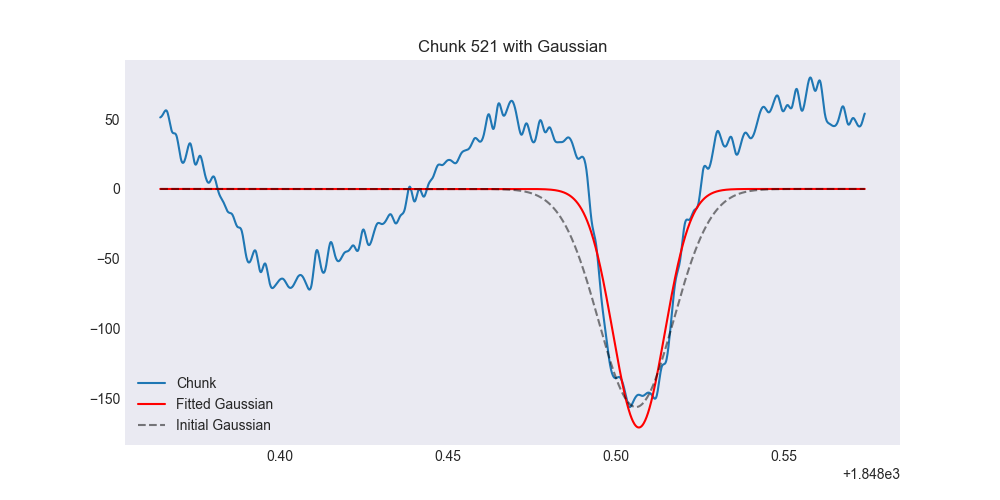 Chunk 521 with Gaussian
50
0
−50
−100
−150
Chunk
Fitted Gaussian
Initial Gaussian
0.40 0.45 0.50 0.55
+1.848e3